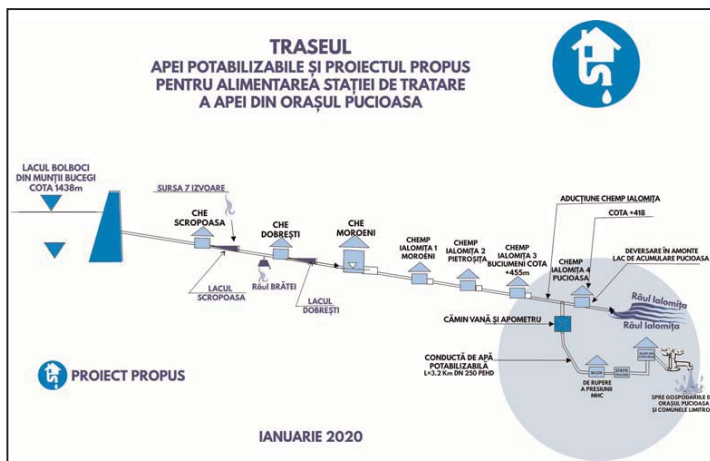 TRASEUL
APEI POTABILIZABILE ȘI PROIECTUL PROPUS
PENTRU ALIMENTAREA STAȚIEI DE TRATARE
A APEI DIN ORAȘUL PUCIOASA
LACUL BOLBOCI
DIN MUNȚII BUCEGI
COTA 1438m
SURSA 7 IZVOARE
CHE
SCROPOASA
CHE
DOBREȘTI
CHE
MOROENI
CHEMP
IALOMIȚA 1
MOROENI
CHEMP
IALOMIȚA 2
PIETROȘIȚA
CHEMP
IALOMIȚA 3
BUCIUMENI COTA
+455m
ADUCȚIUNE CHEMP IALOMIȚA
COTA +418
CHEMP
IALOMIȚA 4
PUCIOASA
DEVERSARE ÎN AMONTE
LAC DE ACUMULARE PUCIOASA
LACUL
SCROPOASA
Râul BRĂTEI
LACUL
DOBREȘTI
Râul Ialomița
Râul Ialomița
CĂMIN VANĂ ȘI APOMETRU
CONDUCTĂ DE APĂ
POTABILIZABILĂ
L=3.2 Km DN 250 PEHD
DE RUPERE
A PRESIUNII
MHC
SPRE GOSPODĂRIILE D
ORAȘUL PUCIOASA
ȘI COMUNELE LIMITRO
PROIECT PROPUS
IANUARIE 2020